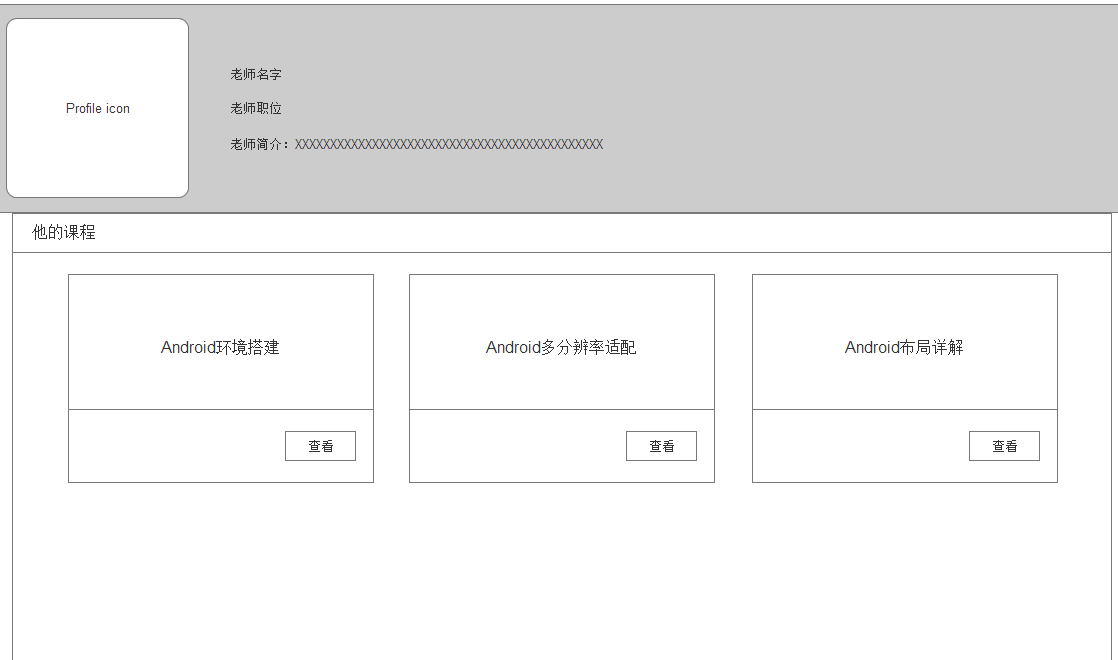 Profile icon
老师名字
老师职位
老师简介：XXXXXXXXXXXXXXXXXXXXXXXXXXXXXXXXXXXXXXXXXXXX
他的课程
Android环境搭建
Android多分辨率适配
Android布局详解
查看
查看
查看